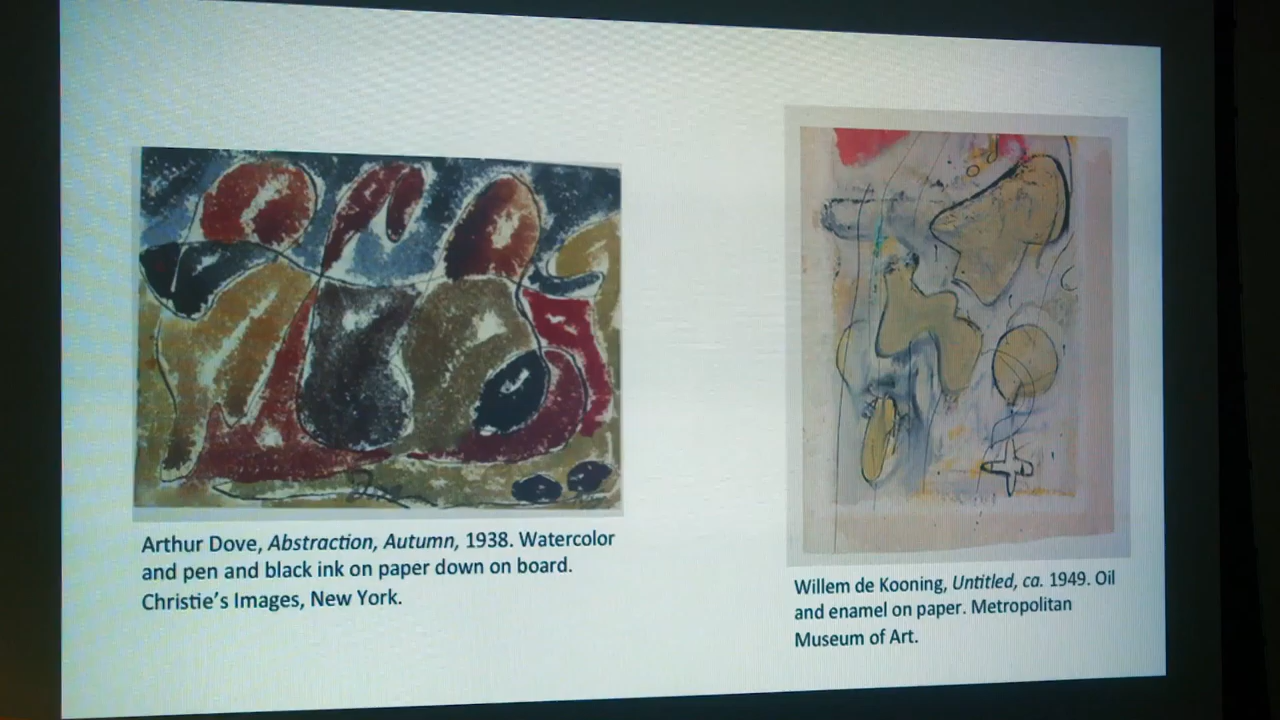 Arthur Dove, Abstraction, Autumn, 1938. Watercolor
and pen and black ink on paper down on board.
Christie's Images, New York.
Willem de Kooning, Untitled, ca. 1949. Oil
and enamel on paper. Metropolitan
Museum of Art.